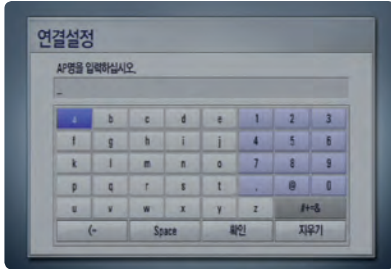 연결설정
AP명을 입력하십시오.
_
a b c d e 1 2 3
f g h i j 4 5 6
k l m n o 7 8 9
p q r s t . @ 0
u v w x y z #+=&
(- Space 확인 지우기